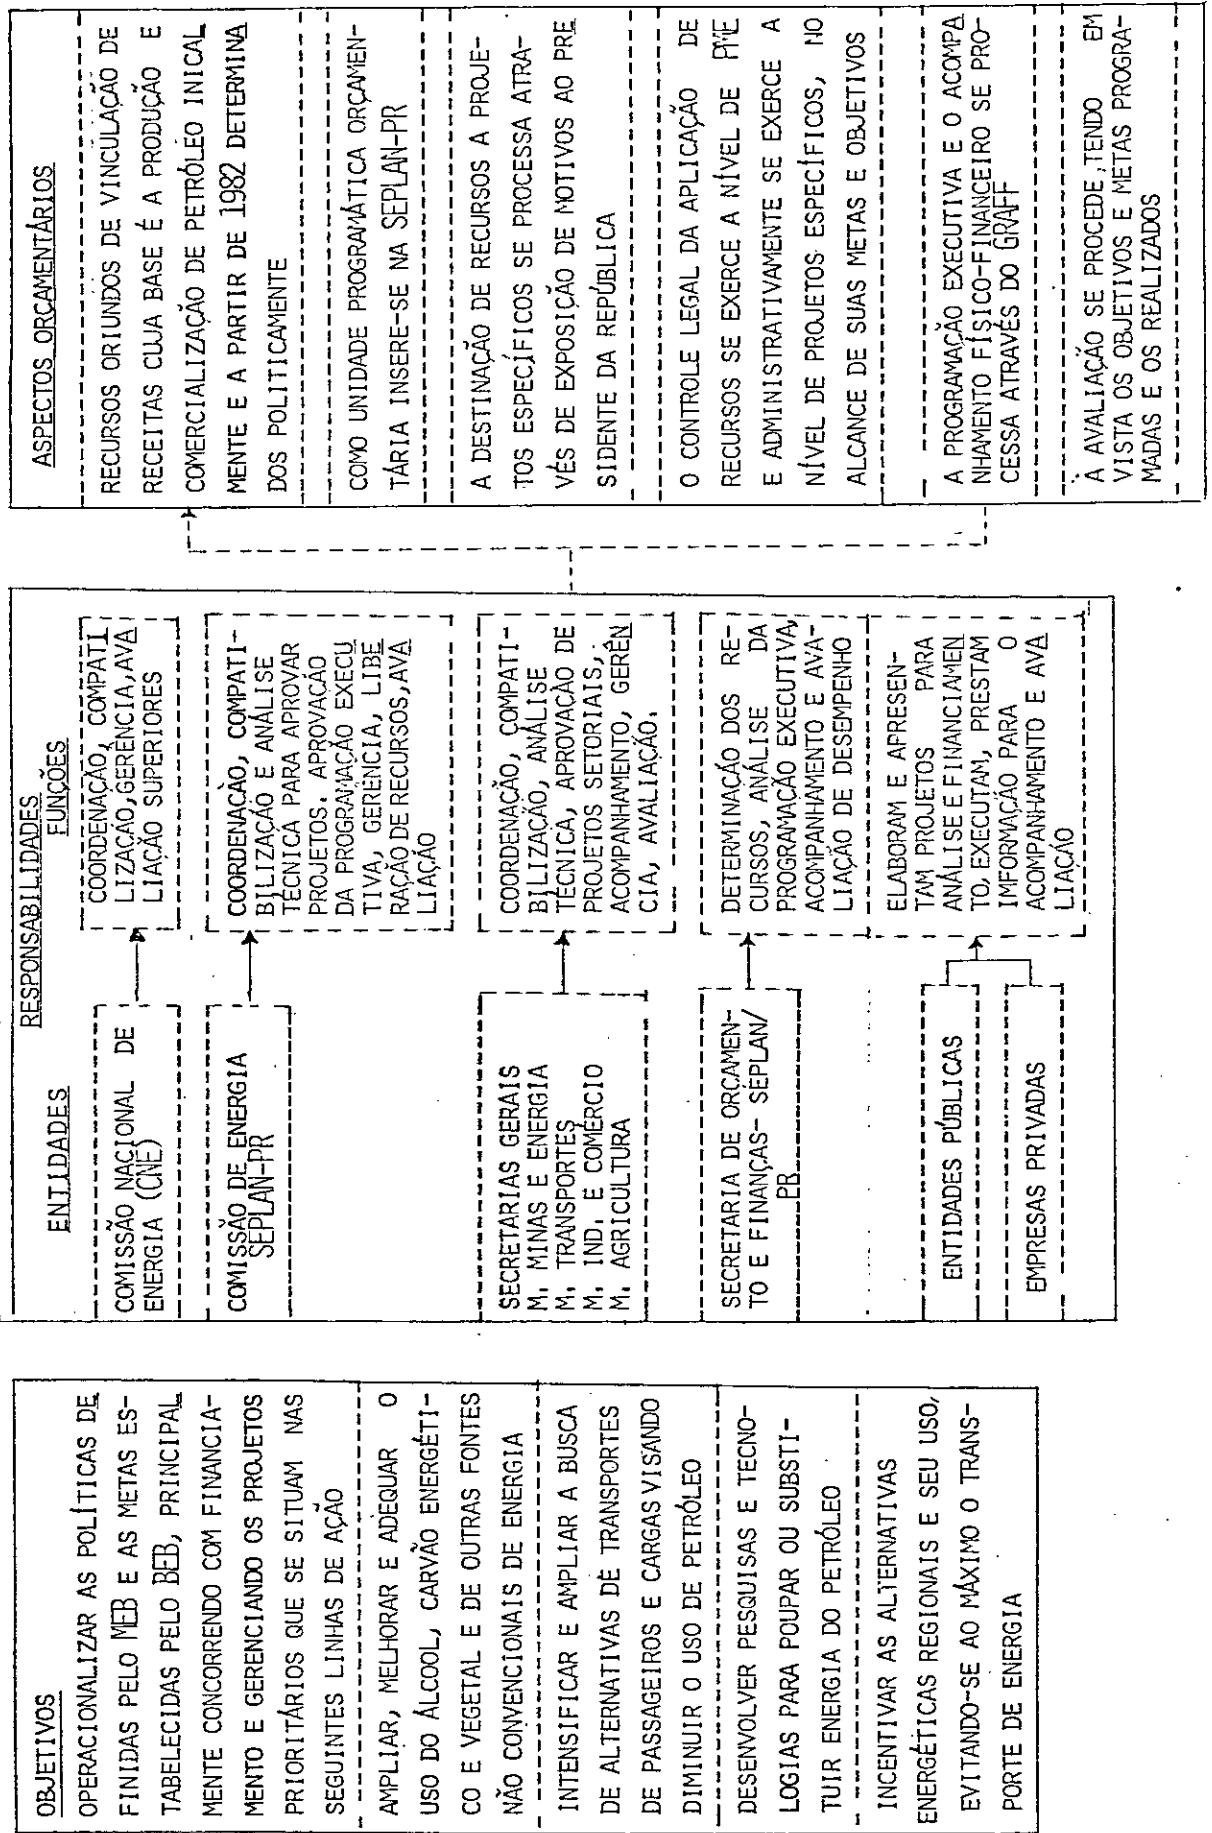 OBJETIVOS
OPERACIONALIZAR AS POLÍTICAS DE
FINIDAS PELO MEB E AS METAS ES-
TABELECIDAS PELO BEB, PRINCIPAL
MENTE CONCORRENDO COM FINANCIA-
MENTO E GERENCIANDO OS PROJETOS
PRIORITÁRIOS QUE SE SITUAM NAS
SEGUINTES LINHAS DE AÇÃO
AMPLIAR, MELHORAR E ADEQUAR O
USO DO ÁLCOOL, CARVÃO ENERGÉTI-
CO E VEGETAL E DE OUTRAS FONTES
NÃO CONVENCIONAIS DE ENERGIA
INTENSIFICAR E AMPLIAR A BUSCA
DE ALTERNATIVAS DE TRANSPORTES
DE PASSAGEIROS E CARGAS VISANDO
DIMINUIR O USO DE PETRÓLEO
DESENVOLVER PESQUISAS E TECNO-
LOGIAS PARA POUPAR OU SUBSTI-
TUIR ENERGIA DO PETRÓLEO
INCENTIVAR AS ALTERNATIVAS
ENERGÉTICAS REGIONAIS E SEU USO,
EVITANDO-SE AO MÁXIMO O TRANS-
PORTE DE ENERGIA
RESPONSABILIDADES
ENTIDADES
FUNÇÕES
COMISSÃO NACIONAL DE
ENERGIA (CNE)
COORDENAÇÃO, COMPATI
LIZAÇÃO,GERÊNCIA,AVA
LIAÇÃO SUPERIORES
COMISSÃO DE ENERGIA
SEPLAN-PR
COORDENAÇÃO, COMPATI-
BILIZAÇÃO E ANÁLISE
TÉCNICA PARA APROVAR
PROJETOS. APROVAÇÃO
DA PROGRAMAÇÃO EXECU
TIVA, GERÊNCIA, LIBE
RAÇÃO DE RECURSOS,AVA
LIAÇÃO
SECRETARIAS GERAIS
M. MINAS E ENERGIA
M. TRANSPORTES
M. IND. E COMÉRCIO
M. AGRICULTURA
COORDENAÇÃO, COMPATI-
BILIZAÇÃO, ANÁLISE
TÉCNICA, APROVAÇÃO DE
PROJETOS SETORIAIS,
ACOMPANHAMENTO, GERÊN
CIA, AVALIAÇÃO.
SECRETARIA DE ORÇAMEN-
TO E FINANÇAS- SEPLAN/
PR
DETERMINAÇÃO DOS RE-
CURSOS, ANÁLISE DA
PROGRAMAÇÃO EXECUTIVA,
ACOMPANHAMENTO E AVA-
LIAÇÃO DE DESEMPENHO
ENTIDADES PÚBLICAS
EMPRESAS PRIVADAS
ELABORAM E APRESEN-
TAM PROJETOS PARA
ANÁLISE E FINANCIAMEN
TO, EXECUTAM, PRESTAM
INFORMAÇÃO PARA O
ACOMPANHAMENTO E AVA
LIAÇÃO
ASPECTOS ORÇAMENTÁRIOS
RECURSOS ORIUNDOS DE VINCULAÇÃO DE
RECEITAS CUJA BASE É A PRODUÇÃO E
COMERCIALIZAÇÃO DE PETRÓLEO INICAL
MENTE E A PARTIR DE 1982 DETERMINA
DOS POLITICAMENTE
COMO UNIDADE PROGRAMÁTICA ORÇAMEN-
TÁRIA INSERE-SE NA SEPLAN-PR
A DESTINAÇÃO DE RECURSOS A PROJE-
TOS ESPECÍFICOS SE PROCESSA ATRA-
VÉS DE EXPOSIÇÃO DE MOTIVOS AO PRE
SIDENTE DA REPÚBLICA
O CONTROLE LEGAL DA APLICAÇÃO DE
RECURSOS SE EXERCE A NÍVEL DE PME
E ADMINISTRATIVAMENTE SE EXERCE A
NÍVEL DE PROJETOS ESPECÍFICOS, NO
ALCANCE DE SUAS METAS E OBJETIVOS
A PROGRAMAÇÃO EXECUTIVA E O ACOMPA
NHAMENTO FÍSICO-FINANCEIRO SE PRO-
CESSA ATRAVÉS DO GRAFF
A AVALIAÇÃO SE PROCEDE,TENDO EM
VISTA OS OBJETIVOS E METAS PROGRA-
MADAS E OS REALIZADOS